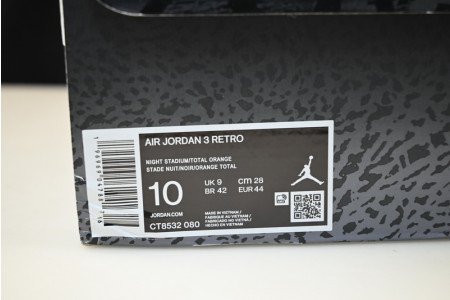 AIR JORDAN 3 RETRO
NIGHT STADIUM/TOTAL ORANGE
STADE NUIT/NOIR/ORANGE TOTAL
10
UK 9 CM 28
BR 42 EUR 44
JORDAN.COM
MADE IN VIETNAM /
FABRIQUÉ AU VIETNAM /
HECHO EN VIETNAM
CT8532 080